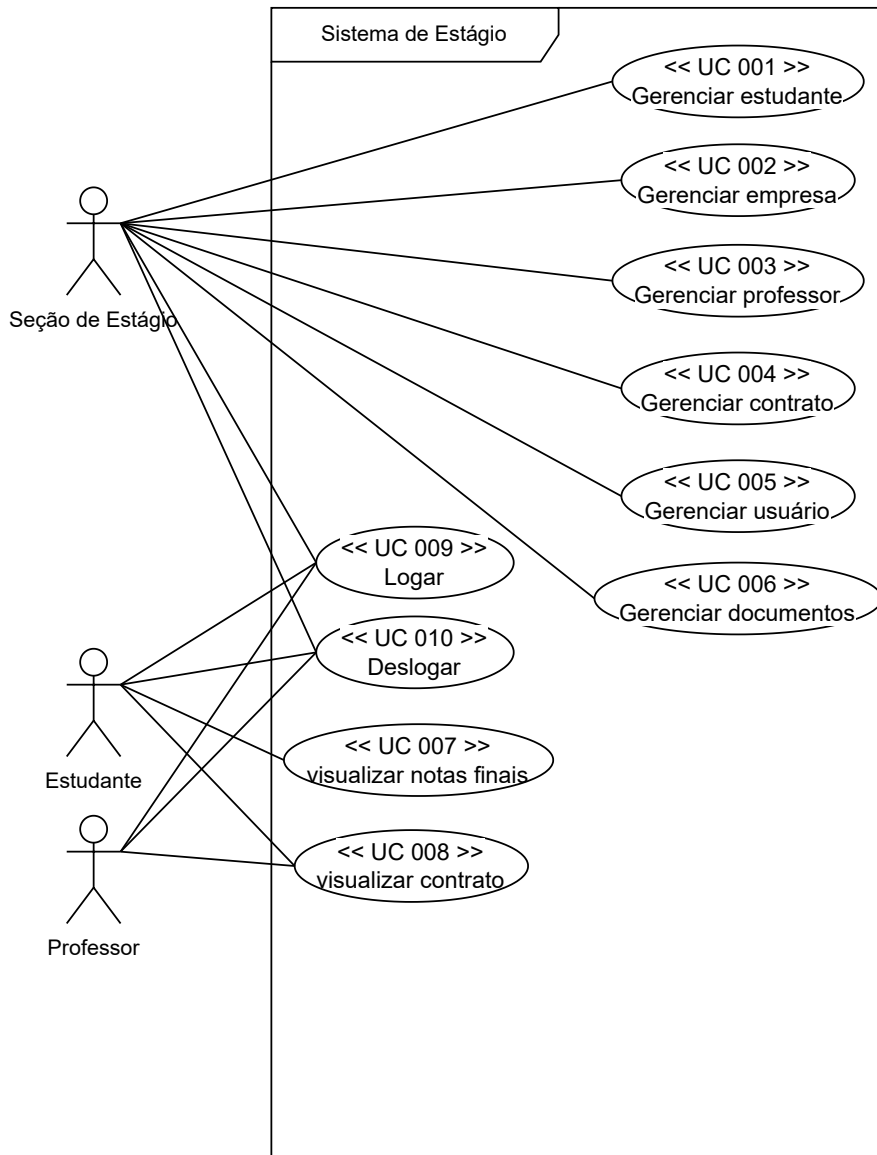 Sistema de Estágio
<< UC 001 >>
Gerenciar estudante
<< UC 002 >>
Gerenciar empresa
<< UC 003 >>
Gerenciar professor
Seção de Estágio
<< UC 004 >>
Gerenciar contrato
<< UC 005 >>
Gerenciar usuário
<< UC 009 >>
Logar
<< UC 006 >>
Gerenciar documentos
<< UC 010 >>
Deslogar
<< UC 007 >>
visualizar notas finais
Estudante
<< UC 008 >>
visualizar contrato
Professor